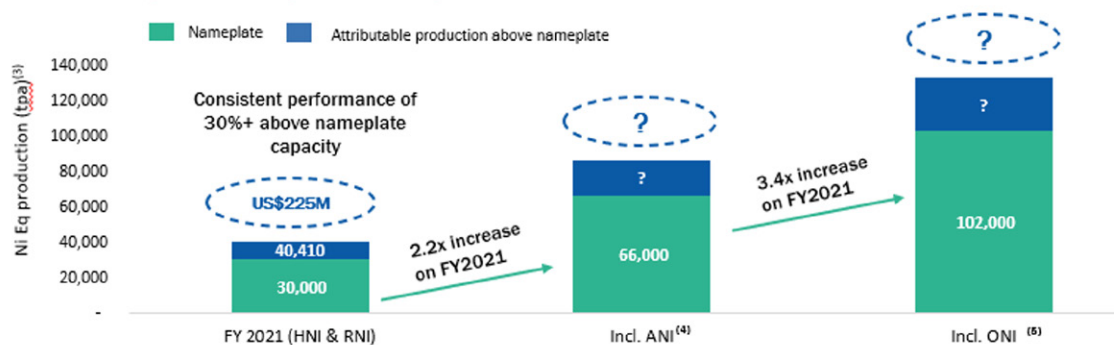 Nameplate
Attributable production above nameplate
Ni Eq production (tpa)(3)
140,000
120,000
100,000
80,000
60,000
40,000
20,000
-
Consistent performance of
30%+ above nameplate
capacity
US$225M
40,410
30,000
2.2x increase
on FY2021
?
?
66,000
3.4x increase
on FY2021
?
?
102,000
FY 2021 (HNI & RNI)
Incl. ANI(4)
Incl. ONI (5)